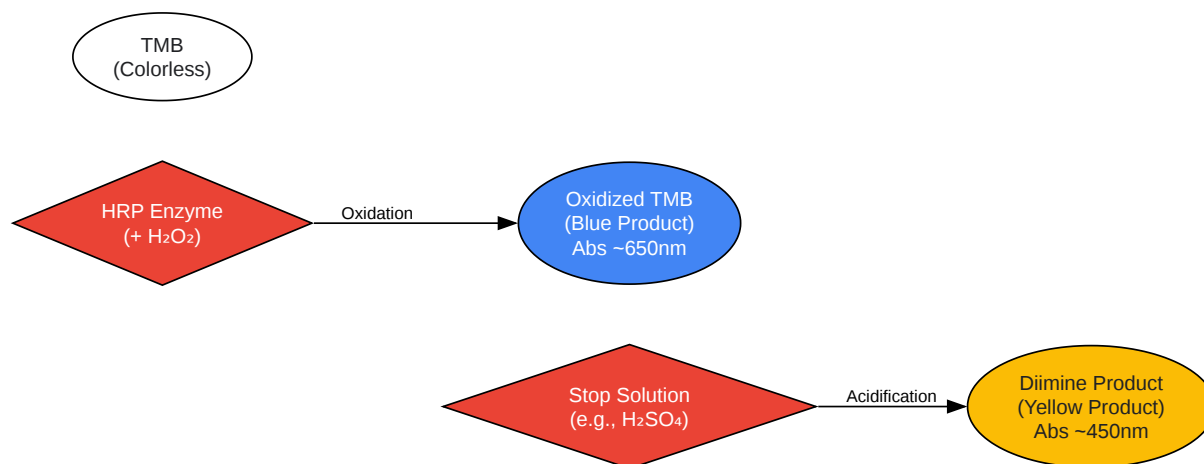 TMB
(Colorless)
HRP Enzyme
(+ H₂O₂)
Oxidation
Oxidized TMB
(Blue Product)
Abs ~650nm
Stop Solution
(e.g., H₂SO₄)
Acidification
Diimine Product
(Yellow Product)
Abs ~450nm